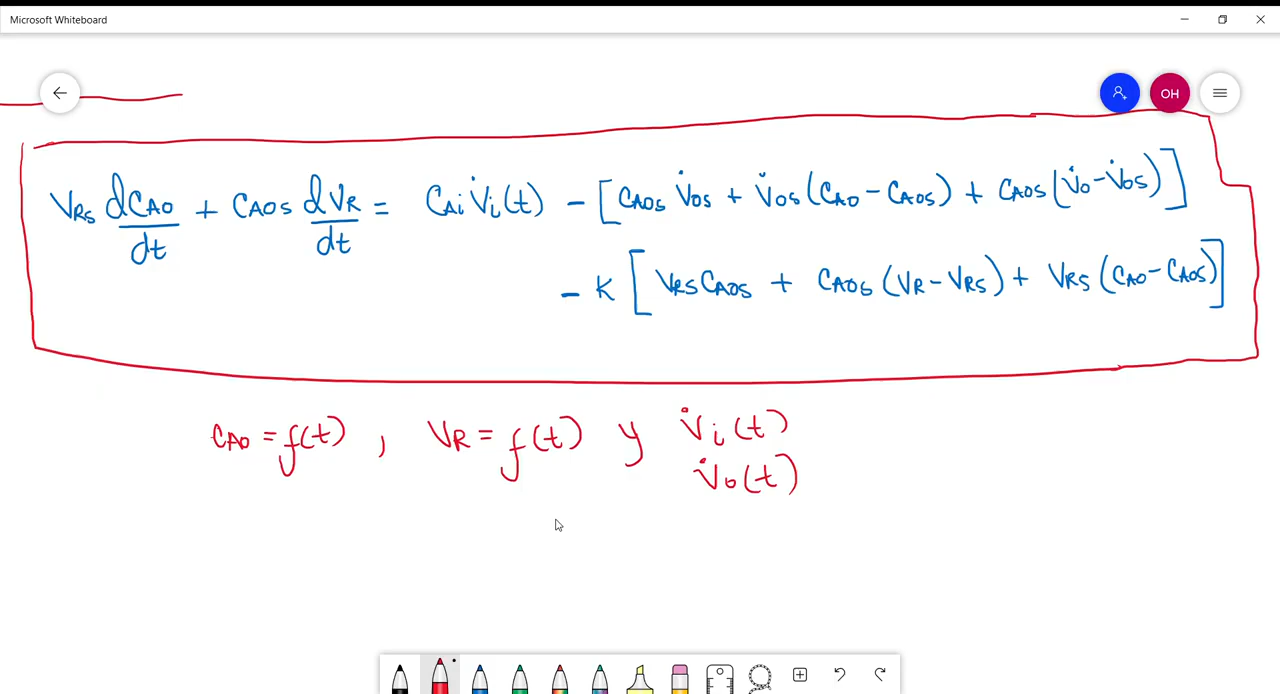 Microsoft Whiteboard
OH
VRS dCAO/dt + CAOS dVR/dt = CAi V̇i(t) - [CAOS V̇OS + V̇OS(CAO - CAOS) + CAOS(V̇O - V̇OS)]
- K [VRS CAOS + CAOS (VR - VRS) + VRS (CAO - CAOS)]
CAO = f(t) , VR = f(t) y V̇i(t)
V̇o(t)